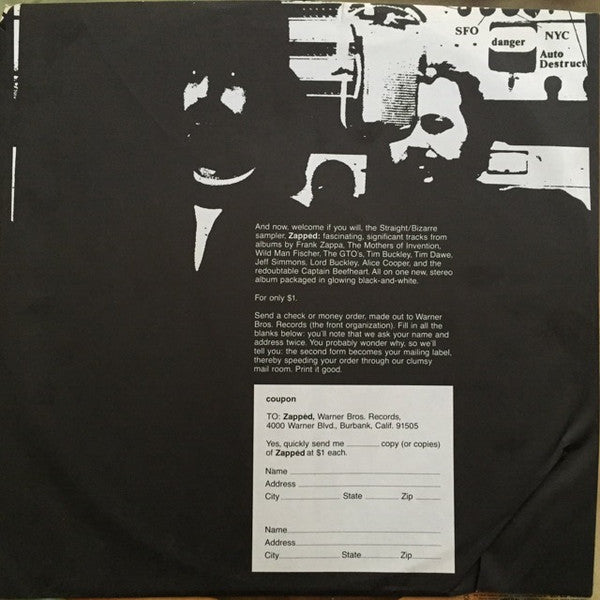 SFO
NYC
danger
Auto
Destruct
And now, welcome if you will, the Straight/Bizarre
sampler, Zapped: fascinating, significant tracks from
albums by Frank Zappa, The Mothers of Invention,
Wild Man Fischer, The GTO's, Tim Buckley, Tim Dawe,
Jeff Simmons, Lord Buckley, Alice Cooper, and the
redoubtable Captain Beefheart. All on one new, stereo
album packaged in glowing black-and-white.
For only $1.
Send a check or money order, made out to Warner
Bros. Records (the front organization). Fill in all the
blanks below: you'll note that we ask your name and
address twice. You probably wonder why, so we'll
tell you: the second form becomes your mailing label,
thereby speeding your order through our clumsy
mail room. Print it good.
coupon
TO: Zappéd, Warner Bros. Records,
4000 Warner Blvd., Burbank, Calif. 91505
Yes, quickly send me ________ copy (or copies)
of Zappéd at $1 each.
Name
Address
City State Zip
Name
Address
City State Zip